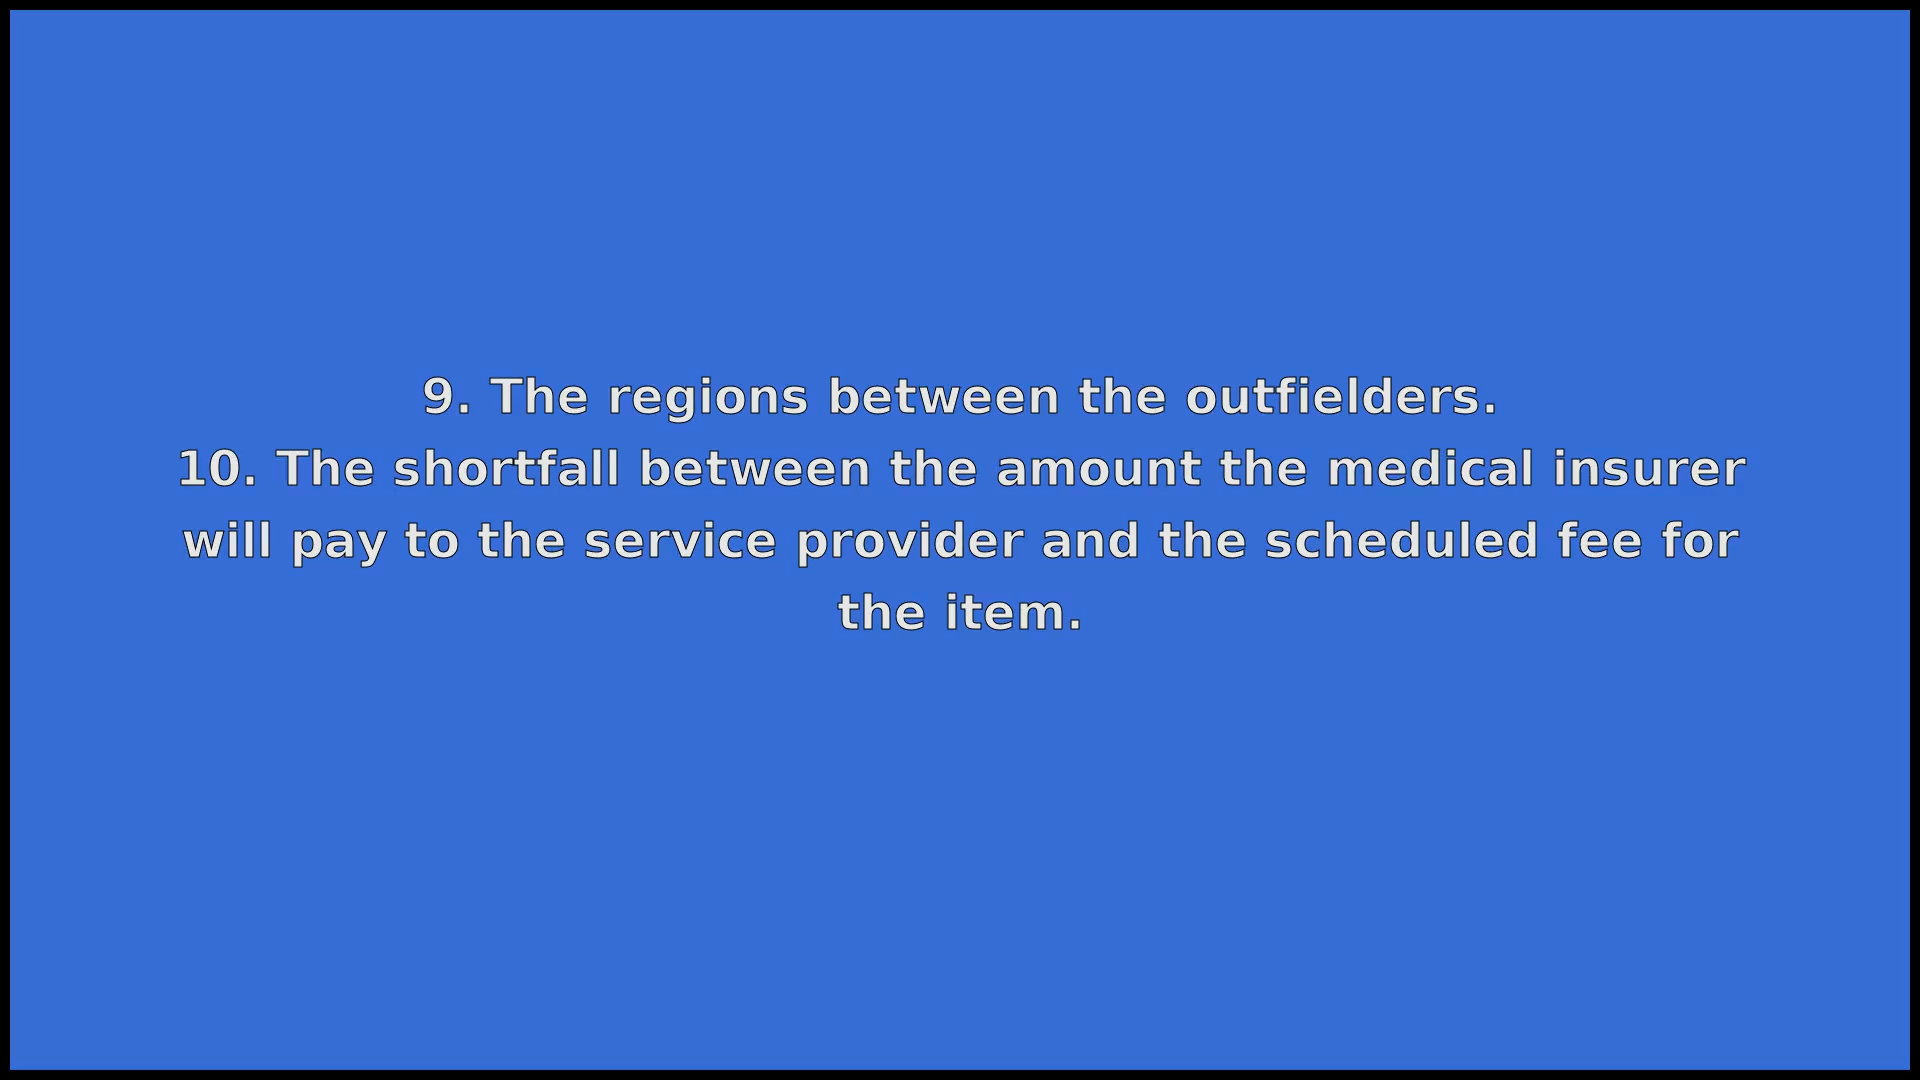 9. The regions between the outfielders.
10. The shortfall between the amount the medical insurer
will pay to the service provider and the scheduled fee for
the item.